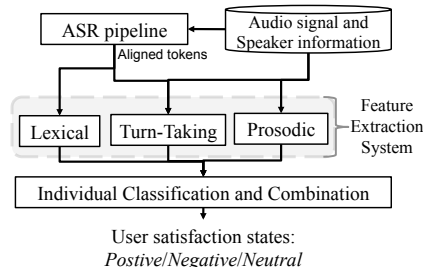 ASR pipeline
Audio signal and
Speaker information
Aligned tokens
Lexical
Turn-Taking
Prosodic
Feature
Extraction
System
Individual Classification and Combination
User satisfaction states:
Postive/Negative/Neutral